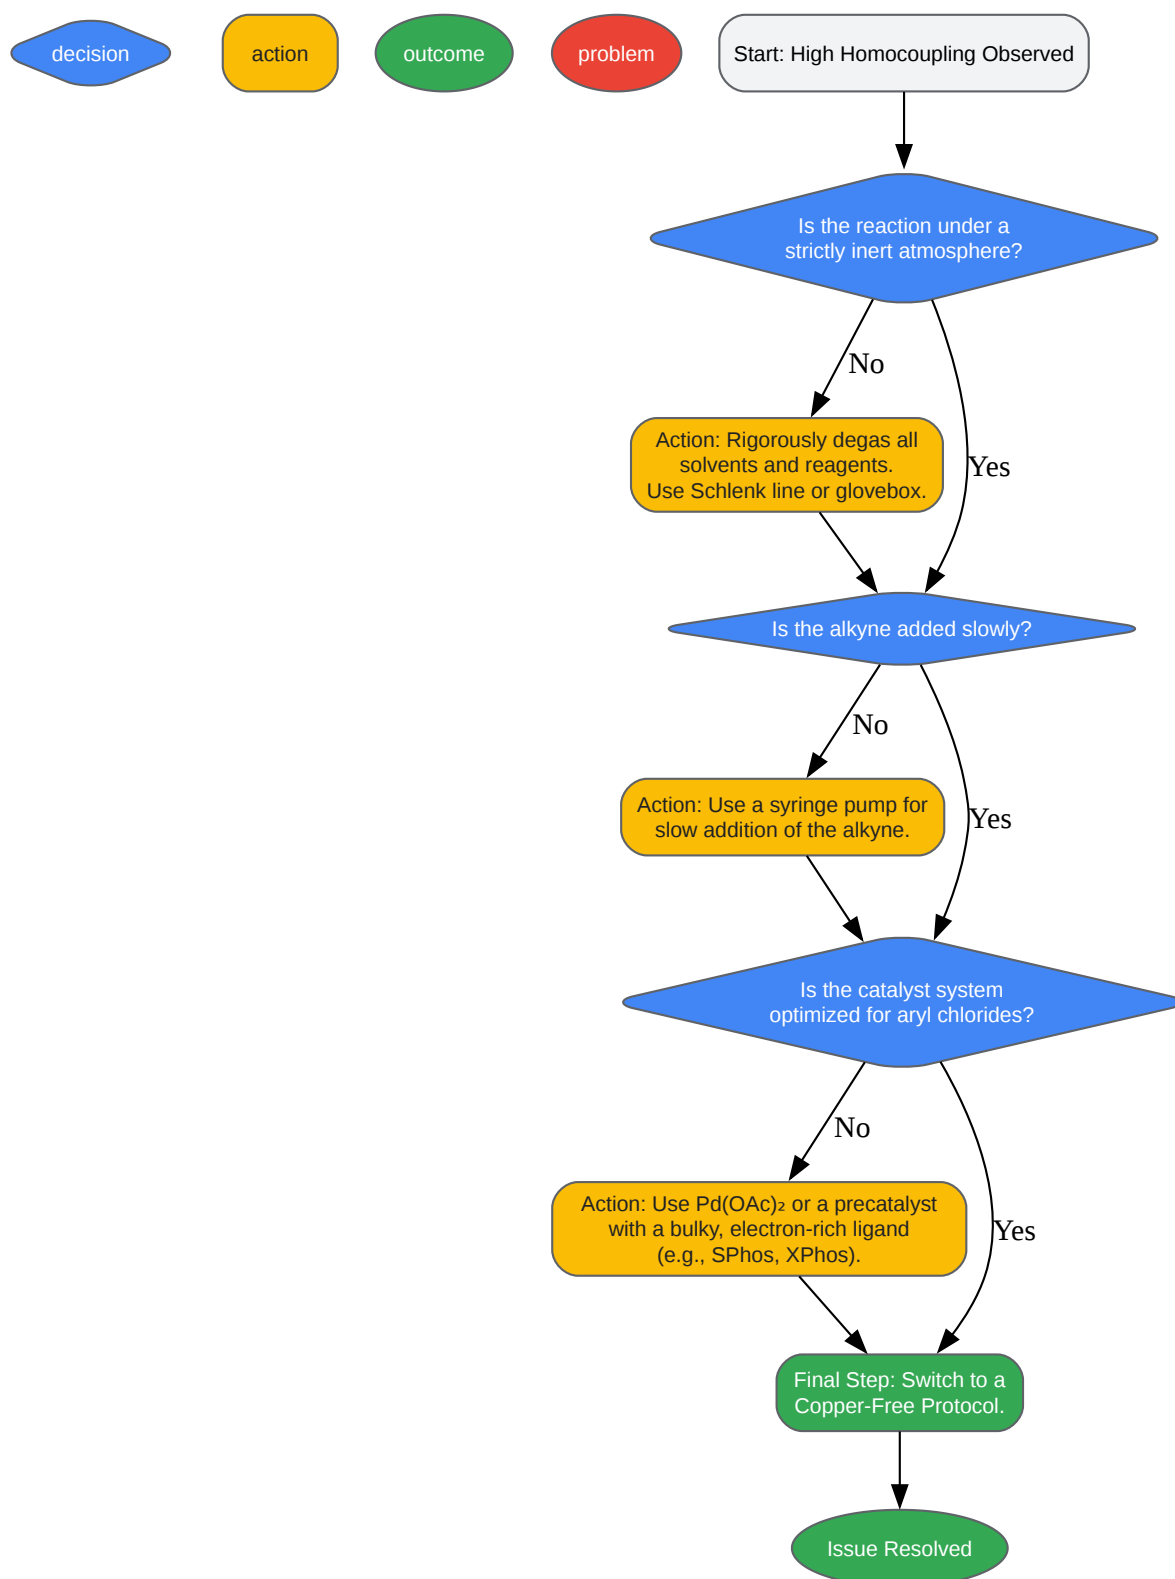 decision
action
outcome
problem
Start: High Homocoupling Observed
Is the reaction under a
strictly inert atmosphere?
No
Action: Rigorously degas all
solvents and reagents.
Use Schlenk line or glovebox.
Yes
Is the alkyne added slowly?
No
Action: Use a syringe pump for
slow addition of the alkyne.
Yes
Is the catalyst system
optimized for aryl chlorides?
No
Action: Use Pd(OAc)₂ or a precatalyst
with a bulky, electron-rich ligand
(e.g., SPhos, XPhos).
Yes
Final Step: Switch to a
Copper-Free Protocol.
Issue Resolved